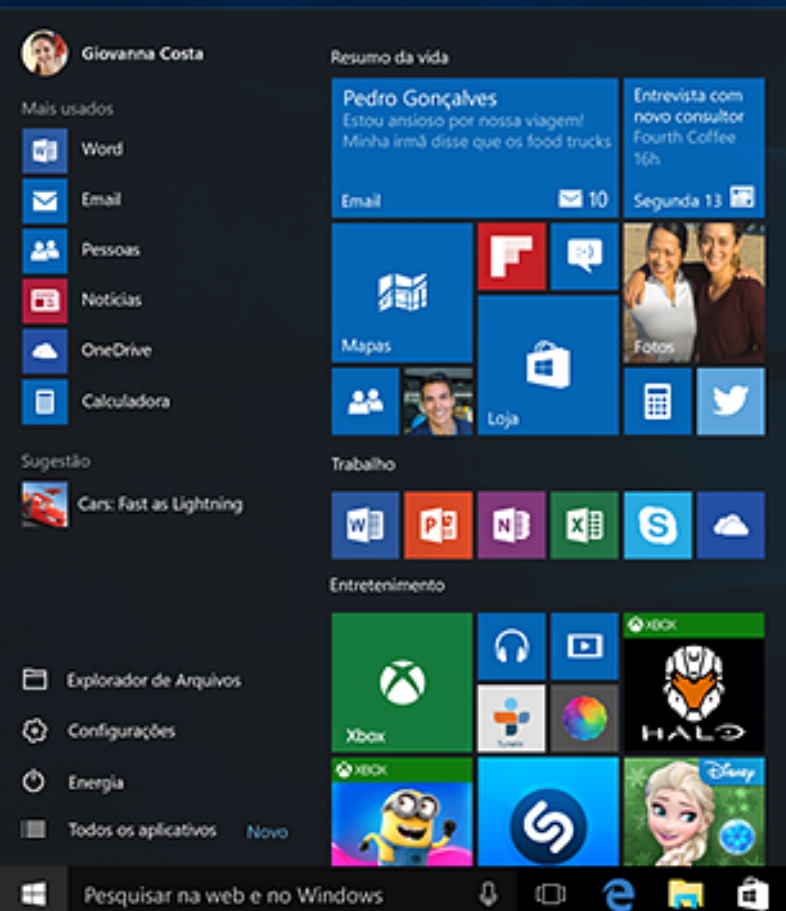 Giovanna Costa
Mais usados
Word
Email
Pessoas
Notícias
OneDrive
Calculadora
Sugestão
Cars: Fast as Lightning
Explorador de Arquivos
Configurações
Energia
Todos os aplicativos Novo
Resumo da vida
Pedro Gonçalves
Estou ansioso por nossa viagem!
Minha irmã disse que os food trucks
Email 10
Entrevista com
novo consultor
Fourth Coffee
16h
Segunda 13
Mapas
Loja
Fotos
Trabalho
Entretenimento
Xbox
XBOX
HALO
XBOX
Disney
Pesquisar na web e no Windows